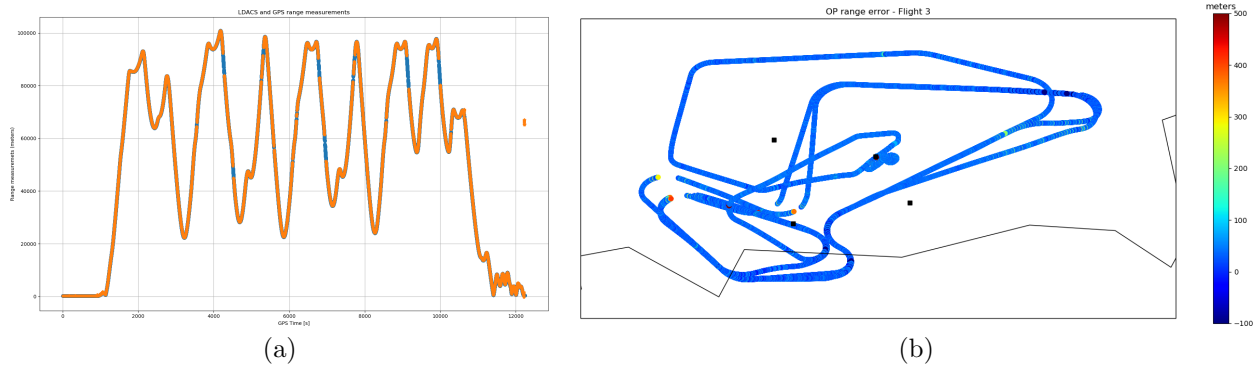 LDACS and GPS range measurements
100000
80000
60000
40000
20000
0
Range measurements (meters)
0 2000 4000 6000 8000 10000 12000
GPS Time [s]
(a)
OP range error - Flight 3
meters
500
400
300
200
100
0
−100
(b)